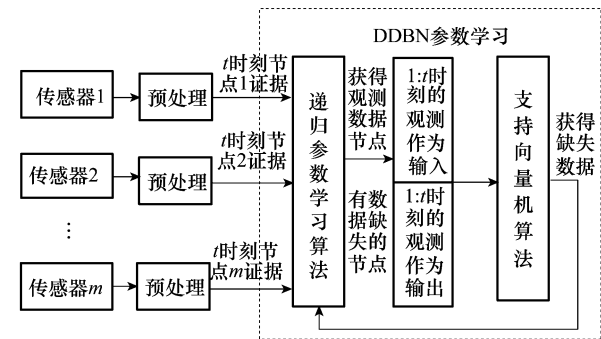 DDBN参数学习
传感器1
预处理
t时刻节
点1证据
传感器2
预处理
t时刻节
点2证据
⋮
传感器m
预处理
t时刻节
点m证据
递归参数学习算法
获得
观测
数据
节点
有数
据缺
失的
节点
1:t时
刻的
观测
作为
输入
1:t时
刻的
观测
作为
输出
支持向量机算法
获得
缺失
数据